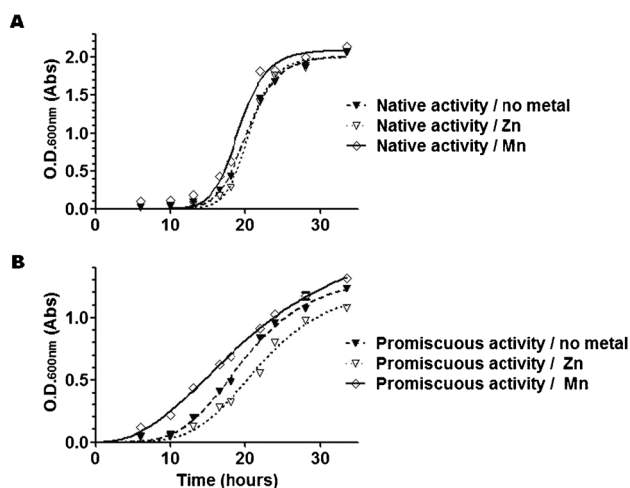 A
O.D.600nm (Abs)
2.0
1.5
1.0
0.5
0.0
0
10
20
30
Native activity / no metal
Native activity / Zn
Native activity / Mn
B
O.D.600nm (Abs)
1.0
0.5
0.0
0
10
20
30
Time (hours)
Promiscuous activity / no metal
Promiscuous activity / Zn
Promiscuous activity / Mn